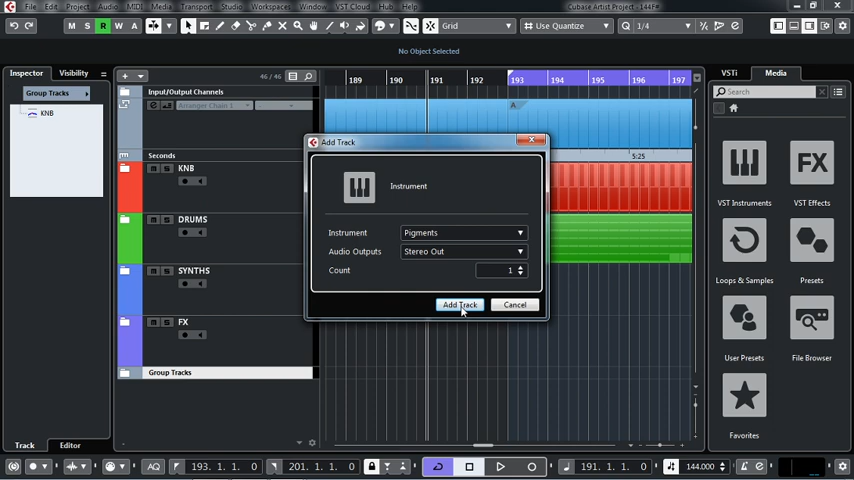 File Edit Project Audio MIDI Media Transport Studio Workspaces Window VST Cloud Hub Help Cubase Artist Project - 144F#
M S R W A Grid Use Quantize 1/4
No Object Selected
Inspector Visibility 46 / 46 189 190 191 192 193 194 195 196 197 VSTi Media
Group Tracks Input/Output Channels Search
KNB Arranger Chain 1 A
Add Track
Seconds 5:25
Instrument
M S KNB
VST Instruments VST Effects
M S DRUMS
Instrument Pigments
Audio Outputs Stereo Out
Count 1
M S SYNTHS
Loops & Samples Presets
Add Track Cancel
M S FX
User Presets File Browser
Group Tracks
Favorites
Track Editor
AQ 193. 1. 1. 0 201. 1. 1. 0 191. 1. 1. 0 144.000